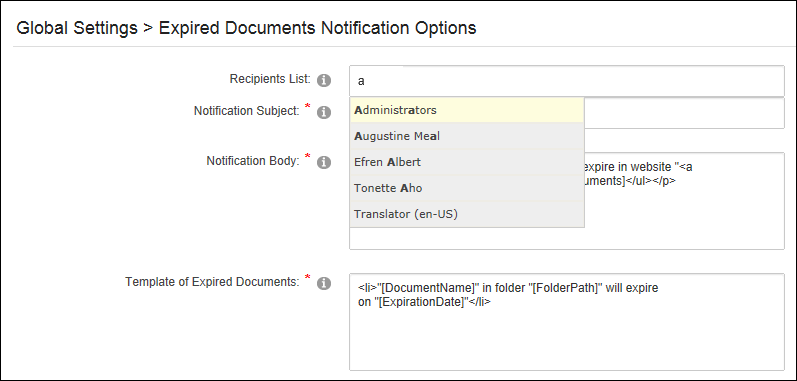 Global Settings > Expired Documents Notification Options
Recipients List:
a
Notification Subject: *
Administrators
Augustine Meal
Efren Albert
Tonette Aho
Translator (en-US)
Notification Body: *
expire in website "<a
uments]</ul></p>
Template of Expired Documents: *
<li>"[DocumentName]" in folder "[FolderPath]" will expire
on "[ExpirationDate]"</li>